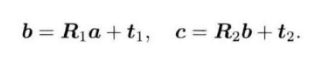 b = R₁a + t₁,   c = R₂b + t₂.